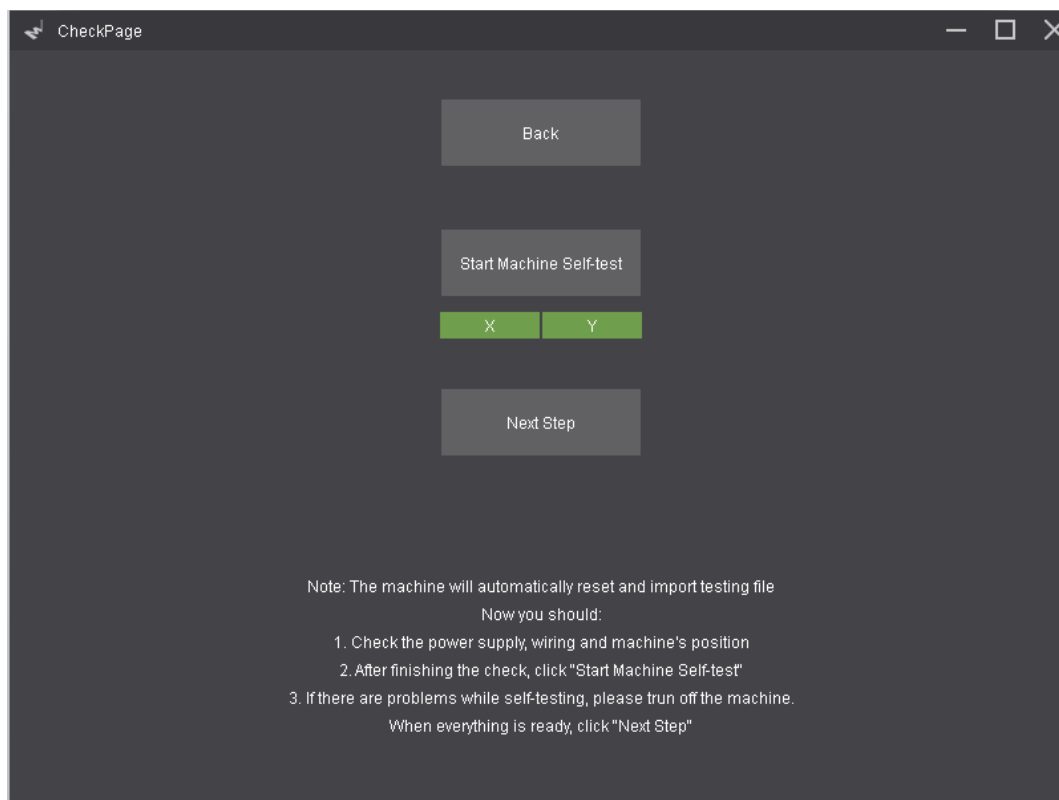 CheckPage
Back
Start Machine Self-test
X Y
Next Step
Note: The machine will automatically reset and import testing file
Now you should:
1. Check the power supply, wiring and machine's position
2. After finishing the check, click "Start Machine Self-test"
3. If there are problems while self-testing, please trun off the machine.
When everything is ready, click "Next Step"